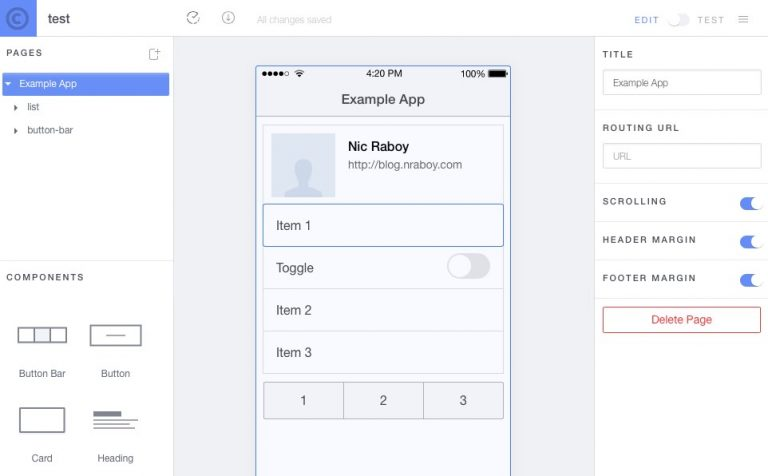 test
All changes saved
EDIT
TEST
PAGES
Example App
list
button-bar
COMPONENTS
Button Bar
Button
Card
Heading
4:20 PM
100%
Example App
Nic Raboy
http://blog.nraboy.com
Item 1
Toggle
Item 2
Item 3
1
2
3
TITLE
Example App
ROUTING URL
URL
SCROLLING
HEADER MARGIN
FOOTER MARGIN
Delete Page